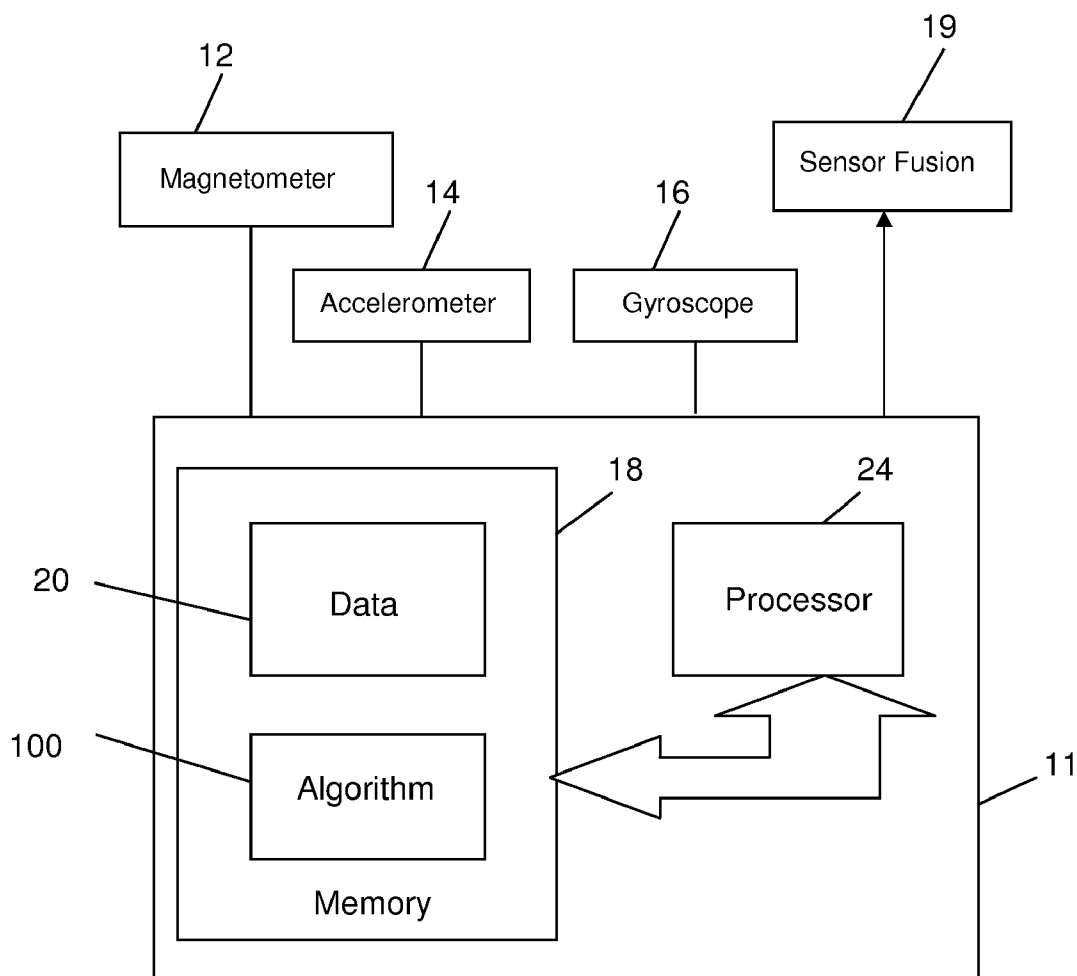 12
19
Magnetometer
Sensor Fusion
14
16
Accelerometer
Gyroscope
18
24
20
Data
Processor
100
Algorithm
11
Memory